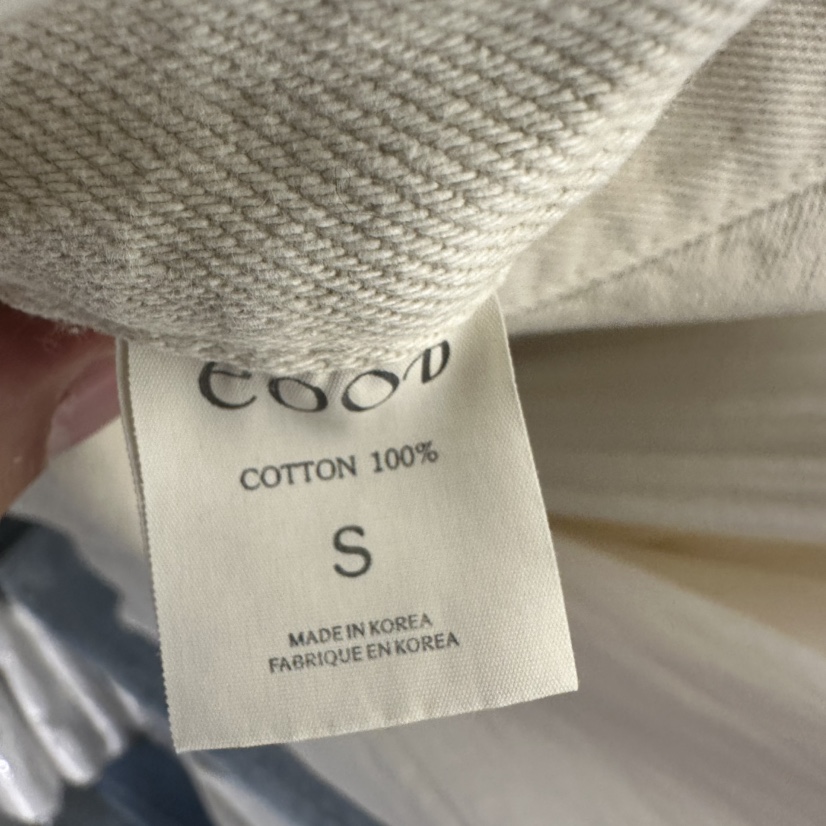 COTTON 100%
S
MADE IN KOREA
FABRIQUE EN KOREA